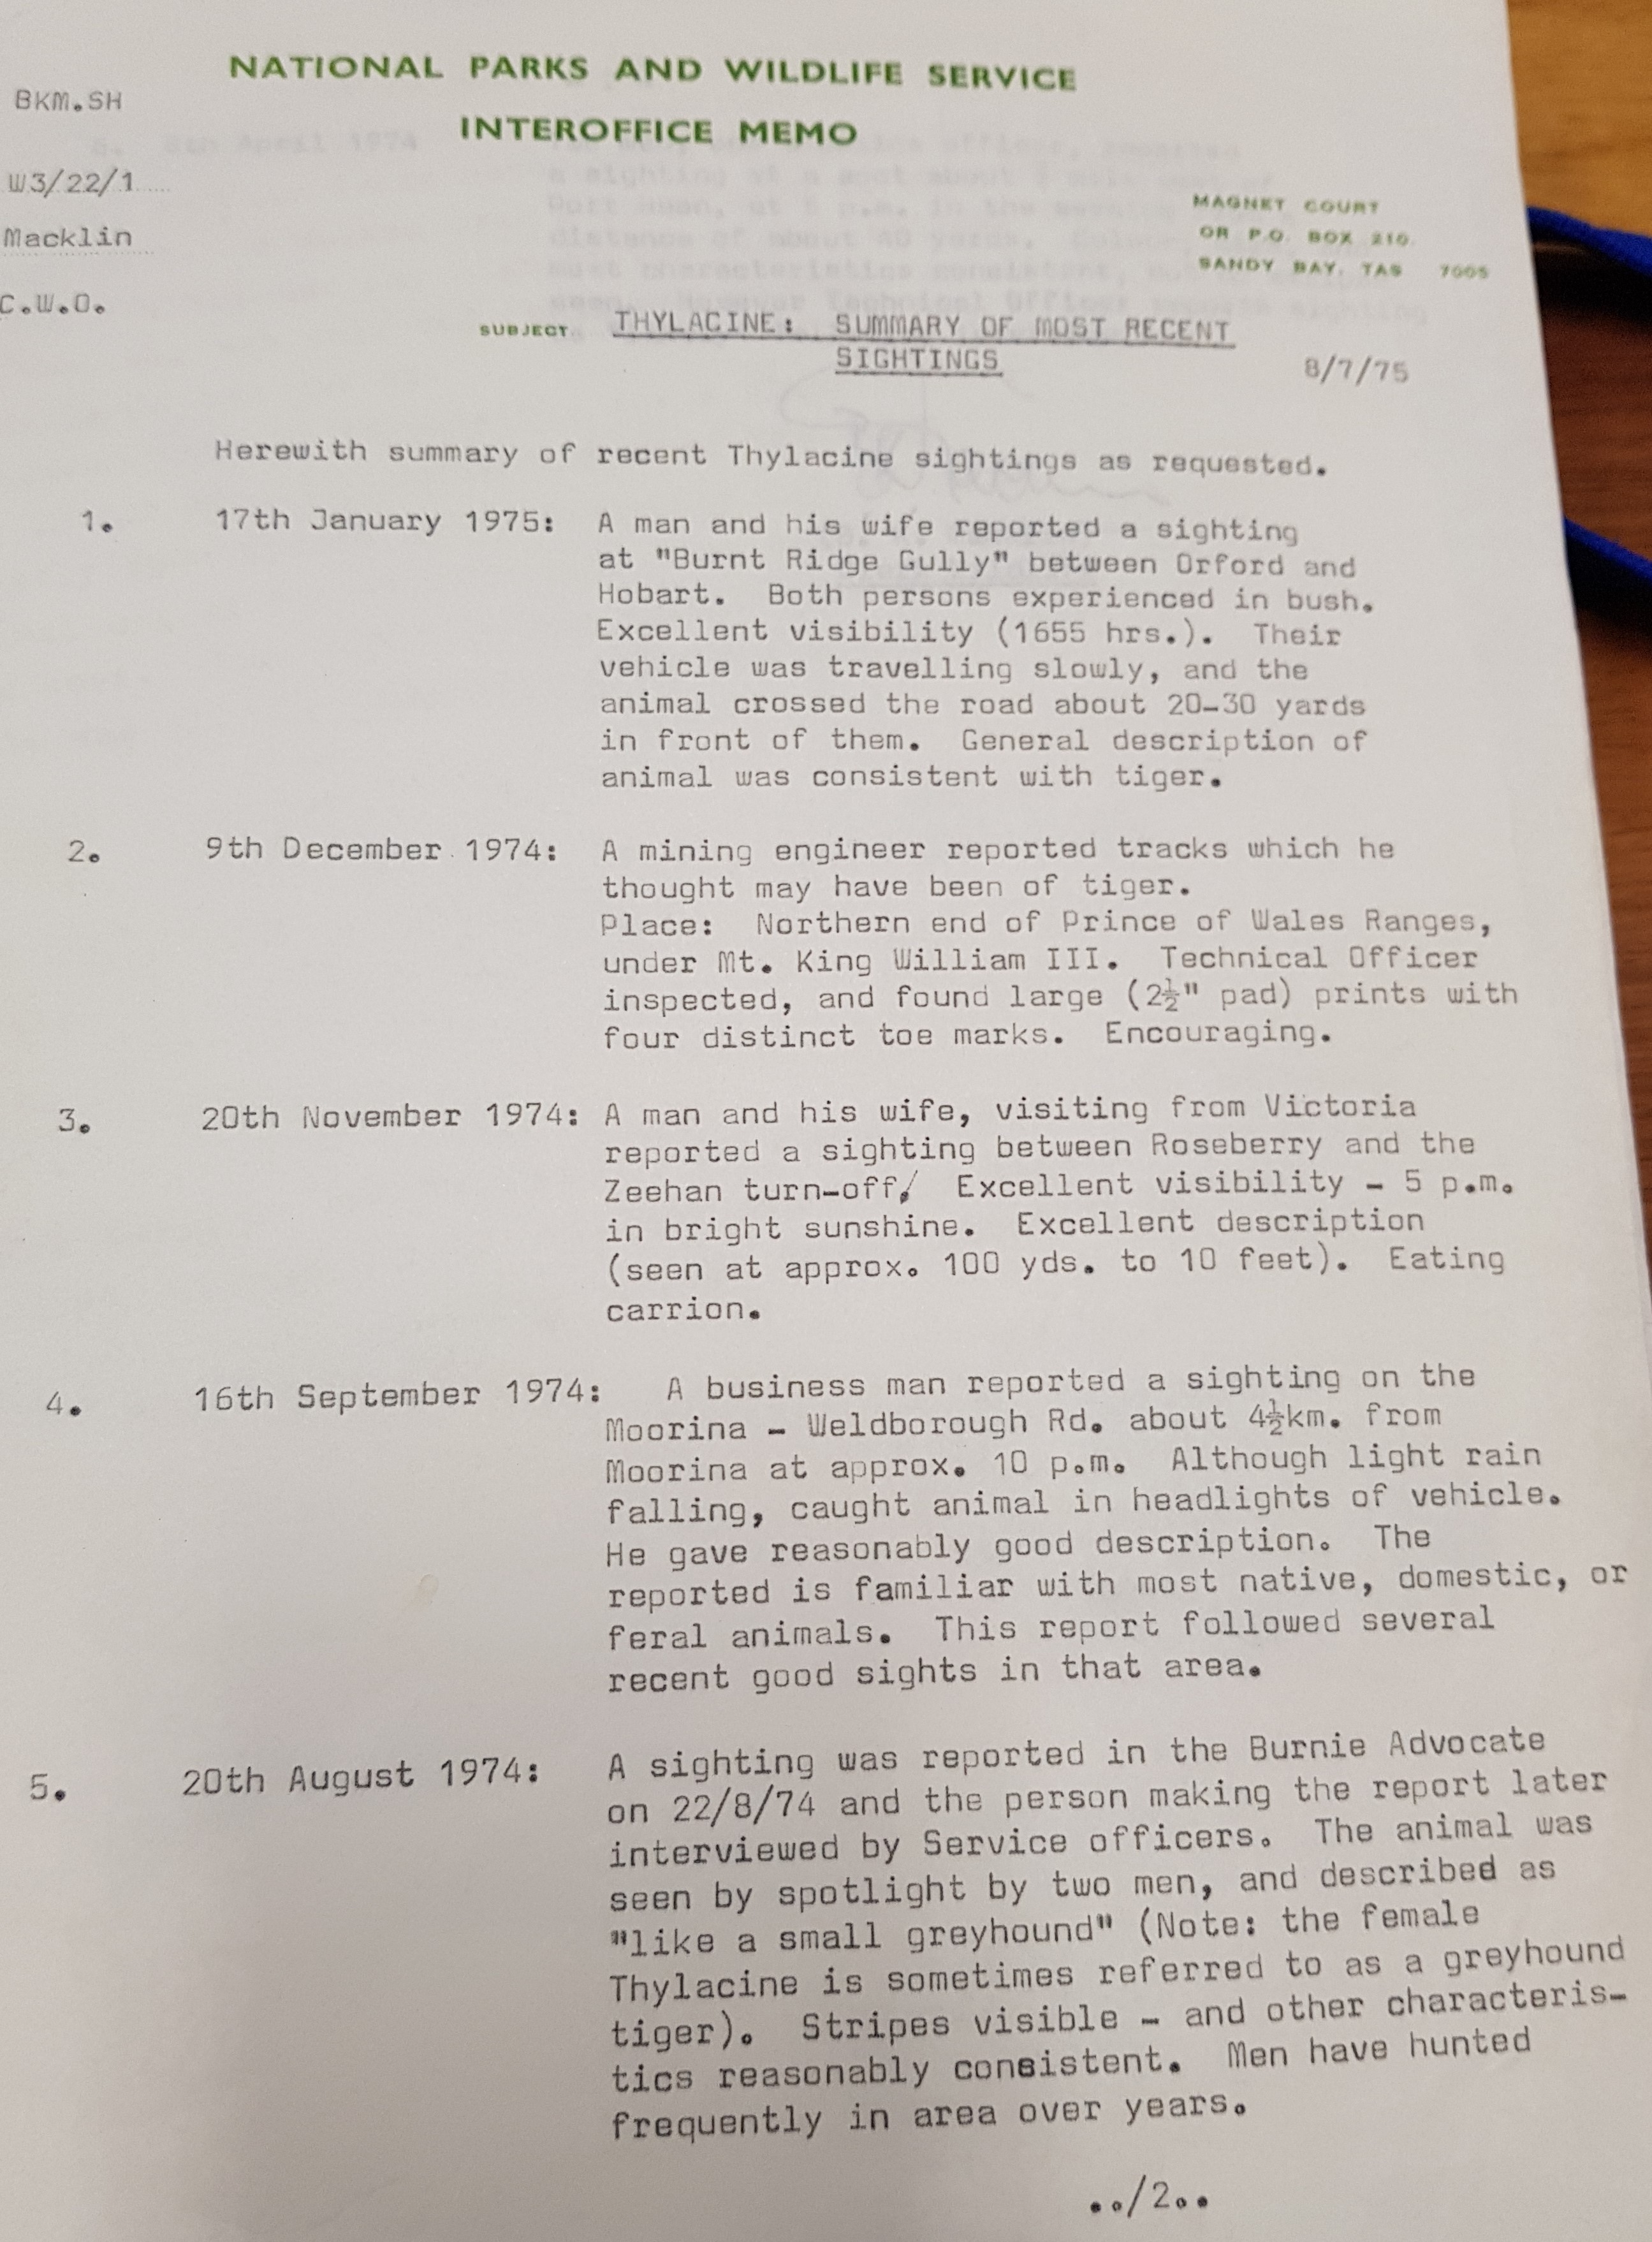 NATIONAL PARKS AND WILDLIFE SERVICE
BKM.SH
INTEROFFICE MEMO
W3/22/1
MAGNET COURT
Macklin
OR P.O. BOX 210.
SANDY BAY, TAS 7005
C.W.O.
SUBJECT THYLACINE: SUMMARY OF MOST RECENT
SIGHTINGS
8/7/75
Herewith summary of recent Thylacine sightings as requested.
1. 17th January 1975: A man and his wife reported a sighting
at "Burnt Ridge Gully" between Orford and
Hobart. Both persons experienced in bush.
Excellent visibility (1655 hrs.). Their
vehicle was travelling slowly, and the
animal crossed the road about 20-30 yards
in front of them. General description of
animal was consistent with tiger.
2. 9th December 1974: A mining engineer reported tracks which he
thought may have been of tiger.
Place: Northern end of Prince of Wales Ranges,
under Mt. King William III. Technical Officer
inspected, and found large (2½" pad) prints with
four distinct toe marks. Encouraging.
3. 20th November 1974: A man and his wife, visiting from Victoria
reported a sighting between Roseberry and the
Zeehan turn-off. Excellent visibility - 5 p.m.
in bright sunshine. Excellent description
(seen at approx. 100 yds. to 10 feet). Eating
carrion.
4. 16th September 1974: A business man reported a sighting on the
Moorina - Weldborough Rd. about 4½km. from
Moorina at approx. 10 p.m. Although light rain
falling, caught animal in headlights of vehicle.
He gave reasonably good description. The
reported is familiar with most native, domestic, or
feral animals. This report followed several
recent good sights in that area.
5. 20th August 1974: A sighting was reported in the Burnie Advocate
on 22/8/74 and the person making the report later
interviewed by Service officers. The animal was
seen by spotlight by two men, and described as
"like a small greyhound" (Note: the female
Thylacine is sometimes referred to as a greyhound
tiger). Stripes visible - and other characteris-
tics reasonably consistent. Men have hunted
frequently in area over years.
../2..